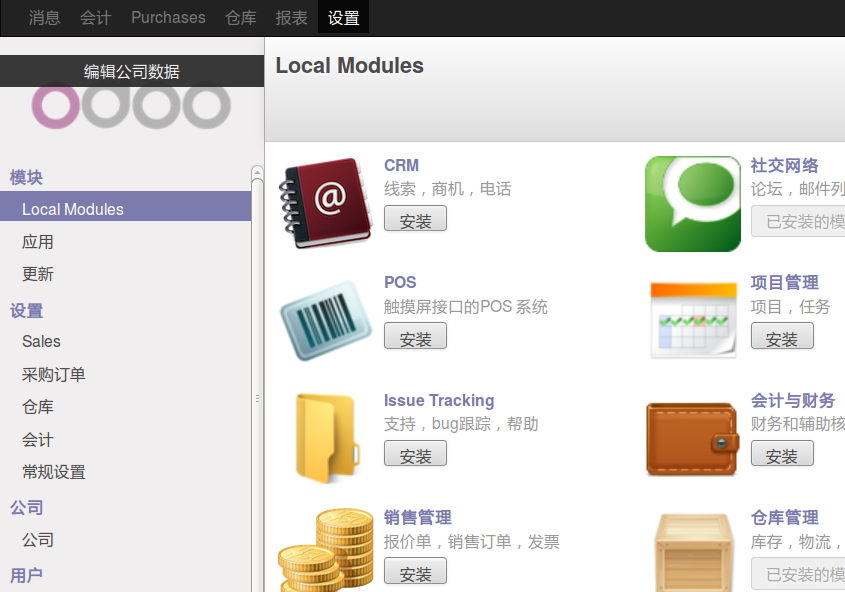 消息 会计 Purchases 仓库 报表 设置
编辑公司数据
odoo
模块
Local Modules
应用
更新
设置
Sales
采购订单
仓库
会计
常规设置
公司
公司
用户
Local Modules
CRM
线索，商机，电话
安装
社交网络
论坛，邮件列
已安装的模
POS
触摸屏接口的POS 系统
安装
项目管理
项目，任务
安装
Issue Tracking
支持，bug跟踪，帮助
安装
会计与财务
财务和辅助核
安装
销售管理
报价单，销售订单，发票
安装
仓库管理
库存，物流，
已安装的模